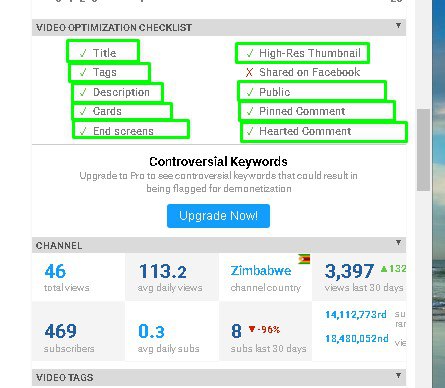 VIDEO OPTIMIZATION CHECKLIST ▼
✓ Title
✓ High-Res Thumbnail
✓ Tags
✗ Shared on Facebook
✓ Description
✓ Public
✓ Cards
✓ Pinned Comment
✓ End screens
✓ Hearted Comment
Controversial Keywords
Upgrade to Pro to see controversial keywords that could result in
being flagged for demonetization
Upgrade Now!
CHANNEL ▼
46
total views
113.2
avg daily views
Zimbabwe
channel country
3,397 ▲132
views last 30 days
469
subscribers
0.3
avg daily subs
8 ▼-96%
subs last 30 days
14,112,773rd
18,480,052nd
VIDEO TAGS ▼